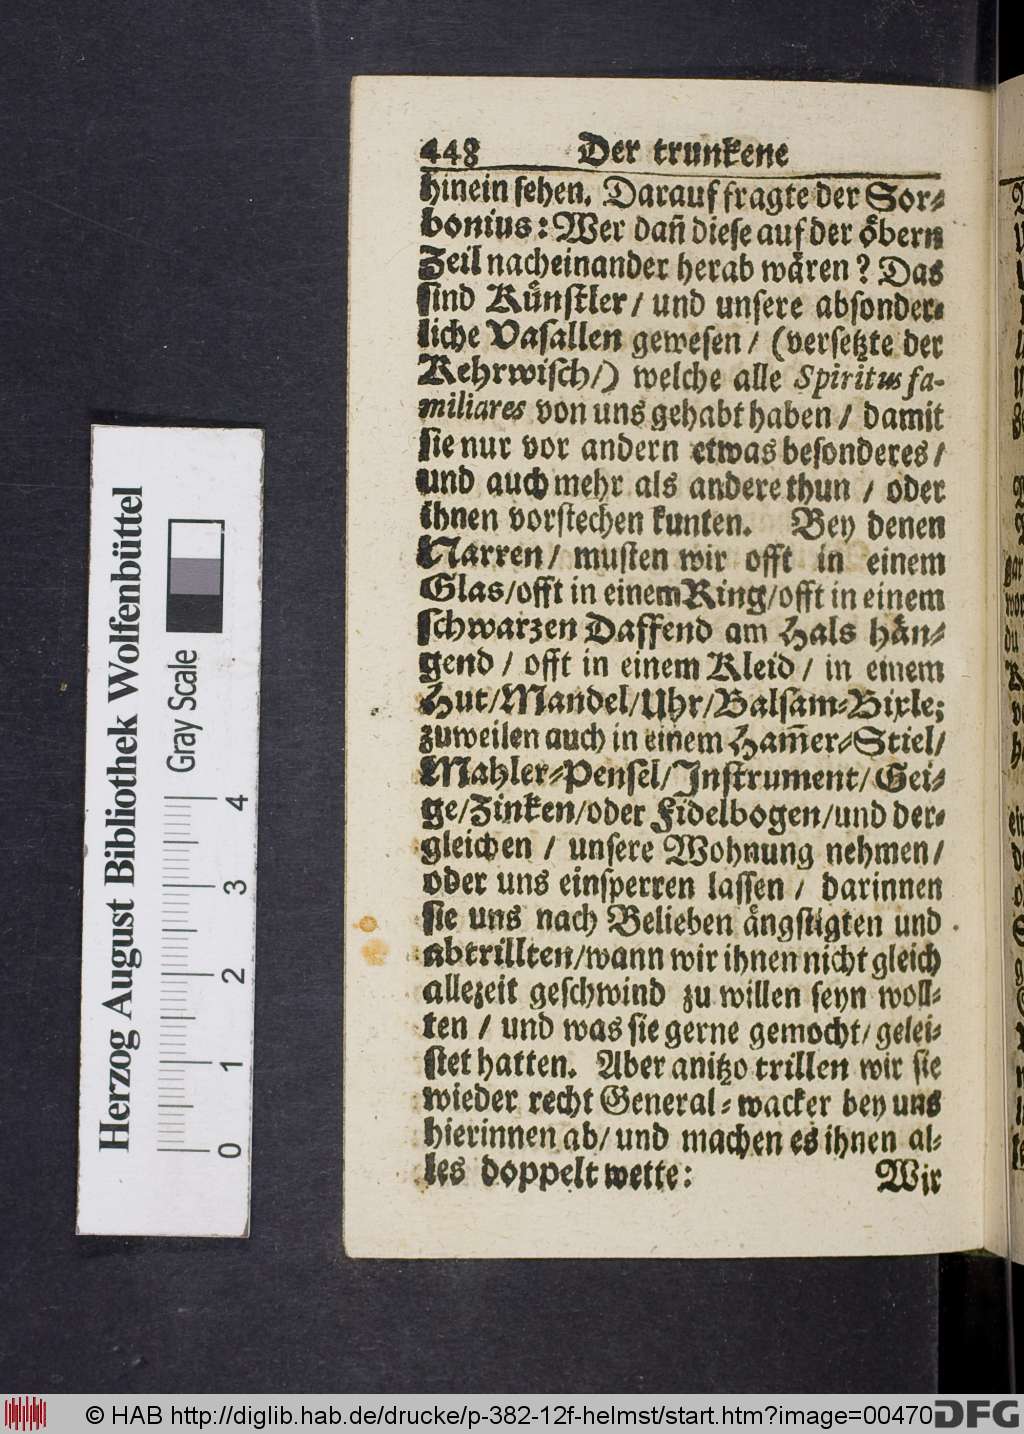 448 Der trunkene
hinein sehen. Darauf fragte der Sor⸗
bonius: Wer dañ diese auf der öbern
Zeil nacheinander herab wären? Das
sind Künstler/ und unsere absonder⸗
liche Vasallen gewesen/ (versetzte der
Kehrwisch/) welche alle Spiritus fa-
miliares von uns gehabt haben/ damit
sie nur vor andern etwas besonderes/
und auch mehr als andere thun/ oder
ihnen vorstechen kunten. Bey denen
Narren/ musten wir offt in einem
Glas/offt in einem Ring/offt in einem
schwarzen Daffend am Hals hän⸗
gend/ offt in einem Kleid/ in einem
Hut/Mandel/Uhr/Balsam⸗Bixle;
zuweilen auch in einem Ham̄er⸗Stiel/
Mahler⸗Pensel/Instrument/ Gei⸗
ge/Zinken/oder Fidelbogen/und der⸗
gleichen/ unsere Wohnung nehmen/
oder uns einsperren lassen/ darinnen
sie uns nach Belieben ängstigten und
abtrillten/wann wir ihnen nicht gleich
allezeit geschwind zu willen seyn woll⸗
ten/ und was sie gerne gemocht/ gelei⸗
stet hatten. Aber anitzo trillen wir sie
wieder recht General⸗wacker bey uns
hierinnen ab/ und machen es ihnen al⸗
les doppelt wette: Wir
Herzog August Bibliothek Wolfenbüttel
Gray Scale
0 1 2 3 4
© HAB http://diglib.hab.de/drucke/p-382-12f-helmst/start.htm?image=00470
DFG